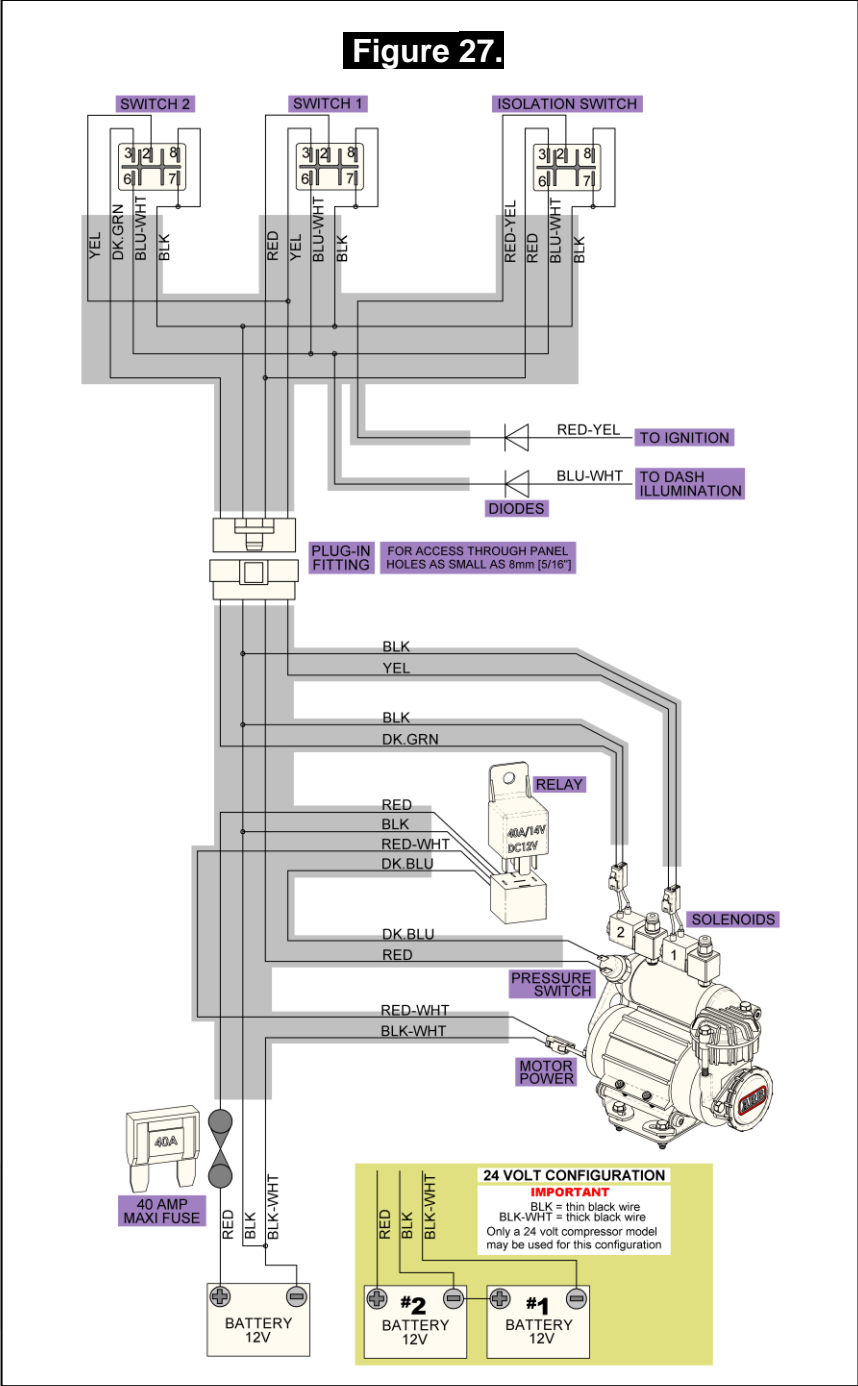 Figure 27.
SWITCH 2
SWITCH 1
ISOLATION SWITCH
3 2 8
6 7
3 2 8
6 7
3 2 8
6 7
YEL
DK.GRN
BLU-WHT
BLK
RED
YEL
BLU-WHT
BLK
RED-YEL
RED
BLU-WHT
BLK
RED-YEL
TO IGNITION
BLU-WHT
TO DASH
ILLUMINATION
DIODES
PLUG-IN
FITTING
FOR ACCESS THROUGH PANEL
HOLES AS SMALL AS 8mm [5/16"]
BLK
YEL
BLK
DK.GRN
RELAY
40A/14V
DC12V
RED
BLK
RED-WHT
DK.BLU
SOLENOIDS
2
1
DK.BLU
RED
PRESSURE
SWITCH
RED-WHT
BLK-WHT
MOTOR
POWER
ARB
40A
40 AMP
MAXI FUSE
RED
BLK
BLK-WHT
BATTERY
12V
24 VOLT CONFIGURATION
IMPORTANT
BLK = thin black wire
BLK-WHT = thick black wire
Only a 24 volt compressor model
may be used for this configuration
RED
BLK
BLK-WHT
#2
BATTERY
12V
#1
BATTERY
12V